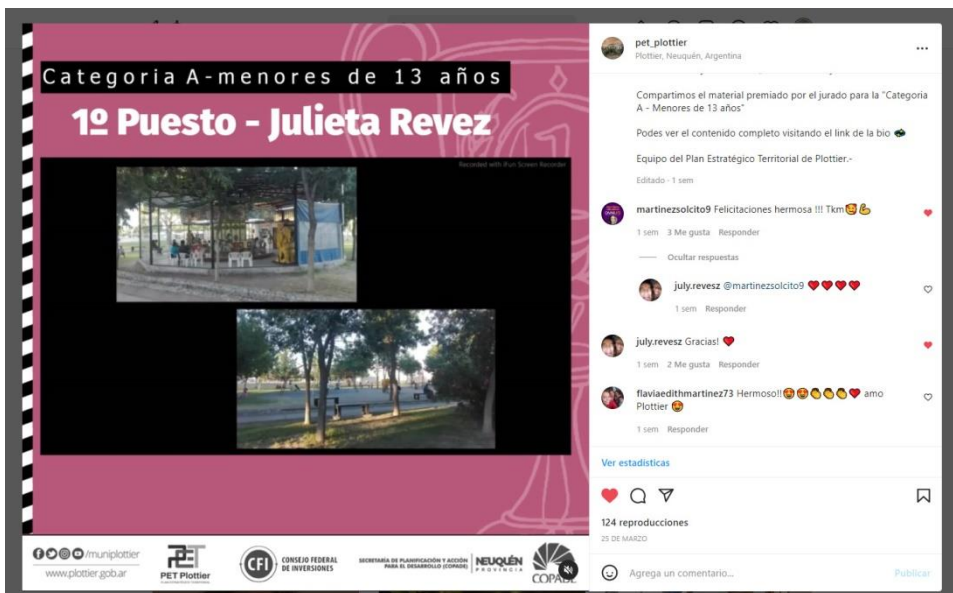 Categoria A-menores de 13 años
1º Puesto - Julieta Revez
Recorded with iFun Screen Recorder
/muniplottier
www.plottier.gob.ar
PET
PET Plottier
CFI
CONSEJO FEDERAL
DE INVERSIONES
SECRETARÍA DE PLANIFICACIÓN Y ACCIÓN
PARA EL DESARROLLO (COPADE)
NEUQUÉN
PROVINCIA
COPADE
pet_plottier
Plottier, Neuquén, Argentina
Compartimos el material premiado por el jurado para la "Categoria
A - Menores de 13 años"
Podes ver el contenido completo visitando el link de la bio
Equipo del Plan Estratégico Territorial de Plottier.-
Editado · 1 sem
martinezsolcito9 Felicitaciones hermosa !!! Tkm🥰💪
1 sem 3 Me gusta Responder
Ocultar respuestas
july.revesz @martinezsolcito9 ❤️❤️❤️❤️
1 sem Responder
july.revesz Gracias! ❤️
1 sem 2 Me gusta Responder
flaviaedithmartinez73 Hermoso!!🤩🤩👏👏👏❤️ amo
Plottier 🤩
1 sem Responder
Ver estadísticas
124 reproducciones
25 DE MARZO
Agrega un comentario...
Publicar